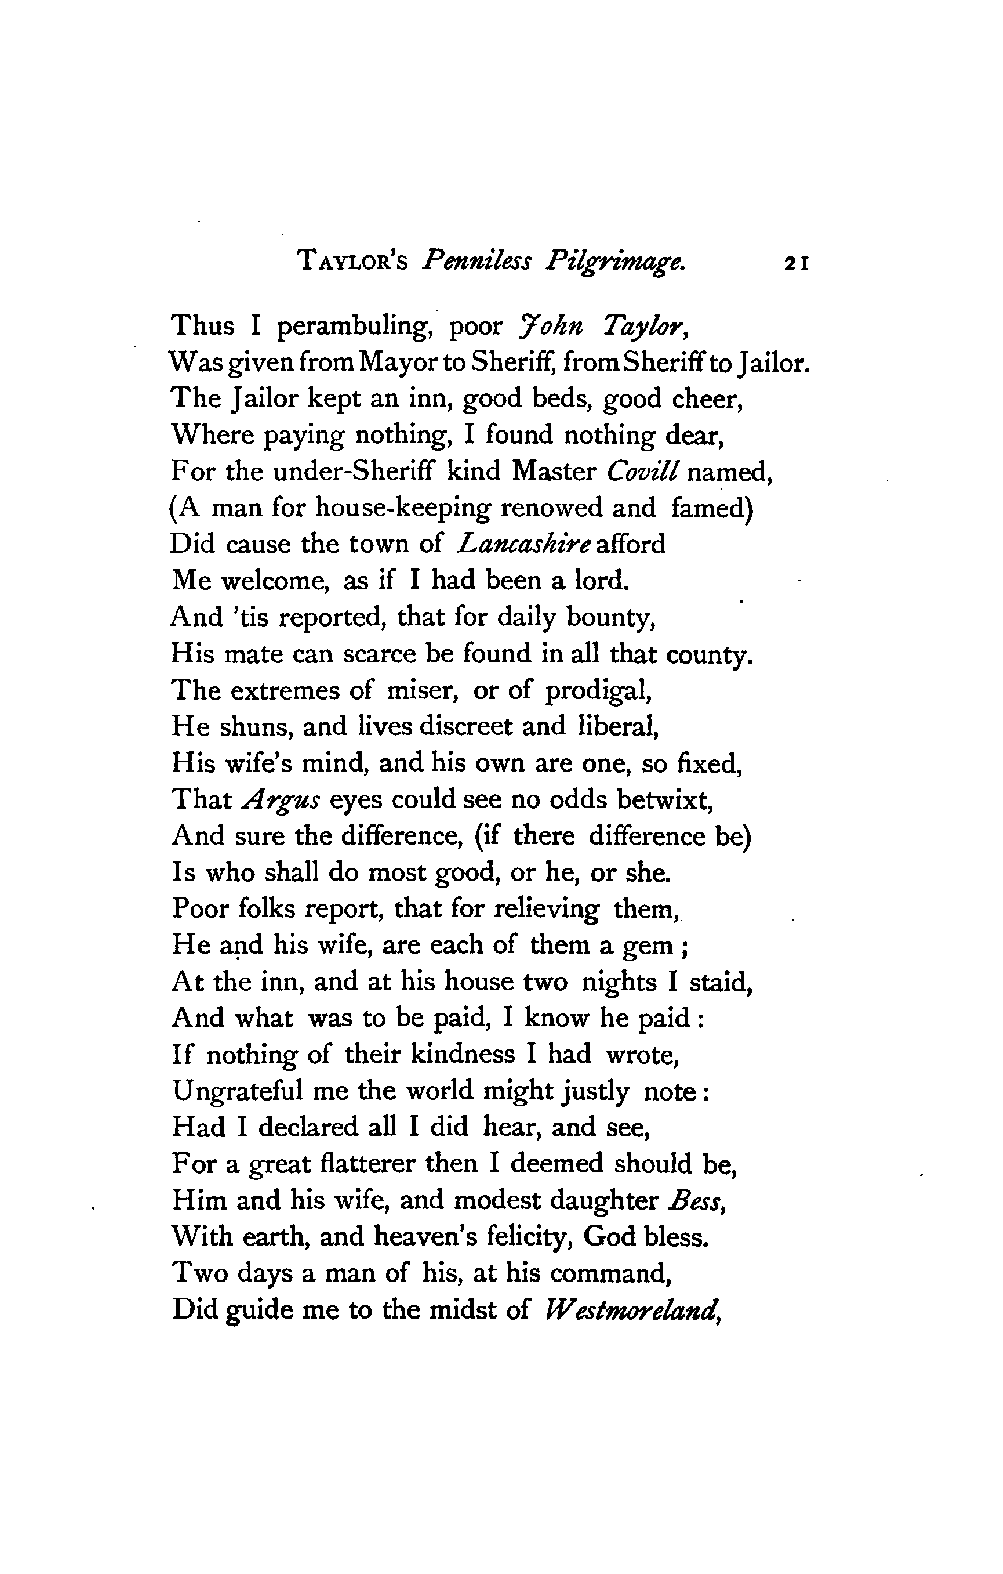 TAYLOR'S Penniless Pilgrimage. 21
Thus I perambuling, poor John Taylor,
Was given from Mayor to Sheriff, from Sheriff to Jailor.
The Jailor kept an inn, good beds, good cheer,
Where paying nothing, I found nothing dear,
For the under-Sheriff kind Master Covill named,
(A man for house-keeping renowed and famed)
Did cause the town of Lancashire afford
Me welcome, as if I had been a lord.
And 'tis reported, that for daily bounty,
His mate can scarce be found in all that county.
The extremes of miser, or of prodigal,
He shuns, and lives discreet and liberal,
His wife's mind, and his own are one, so fixed,
That Argus eyes could see no odds betwixt,
And sure the difference, (if there difference be)
Is who shall do most good, or he, or she.
Poor folks report, that for relieving them,
He and his wife, are each of them a gem ;
At the inn, and at his house two nights I staid,
And what was to be paid, I know he paid :
If nothing of their kindness I had wrote,
Ungrateful me the world might justly note :
Had I declared all I did hear, and see,
For a great flatterer then I deemed should be,
Him and his wife, and modest daughter Bess,
With earth, and heaven's felicity, God bless.
Two days a man of his, at his command,
Did guide me to the midst of Westmoreland,